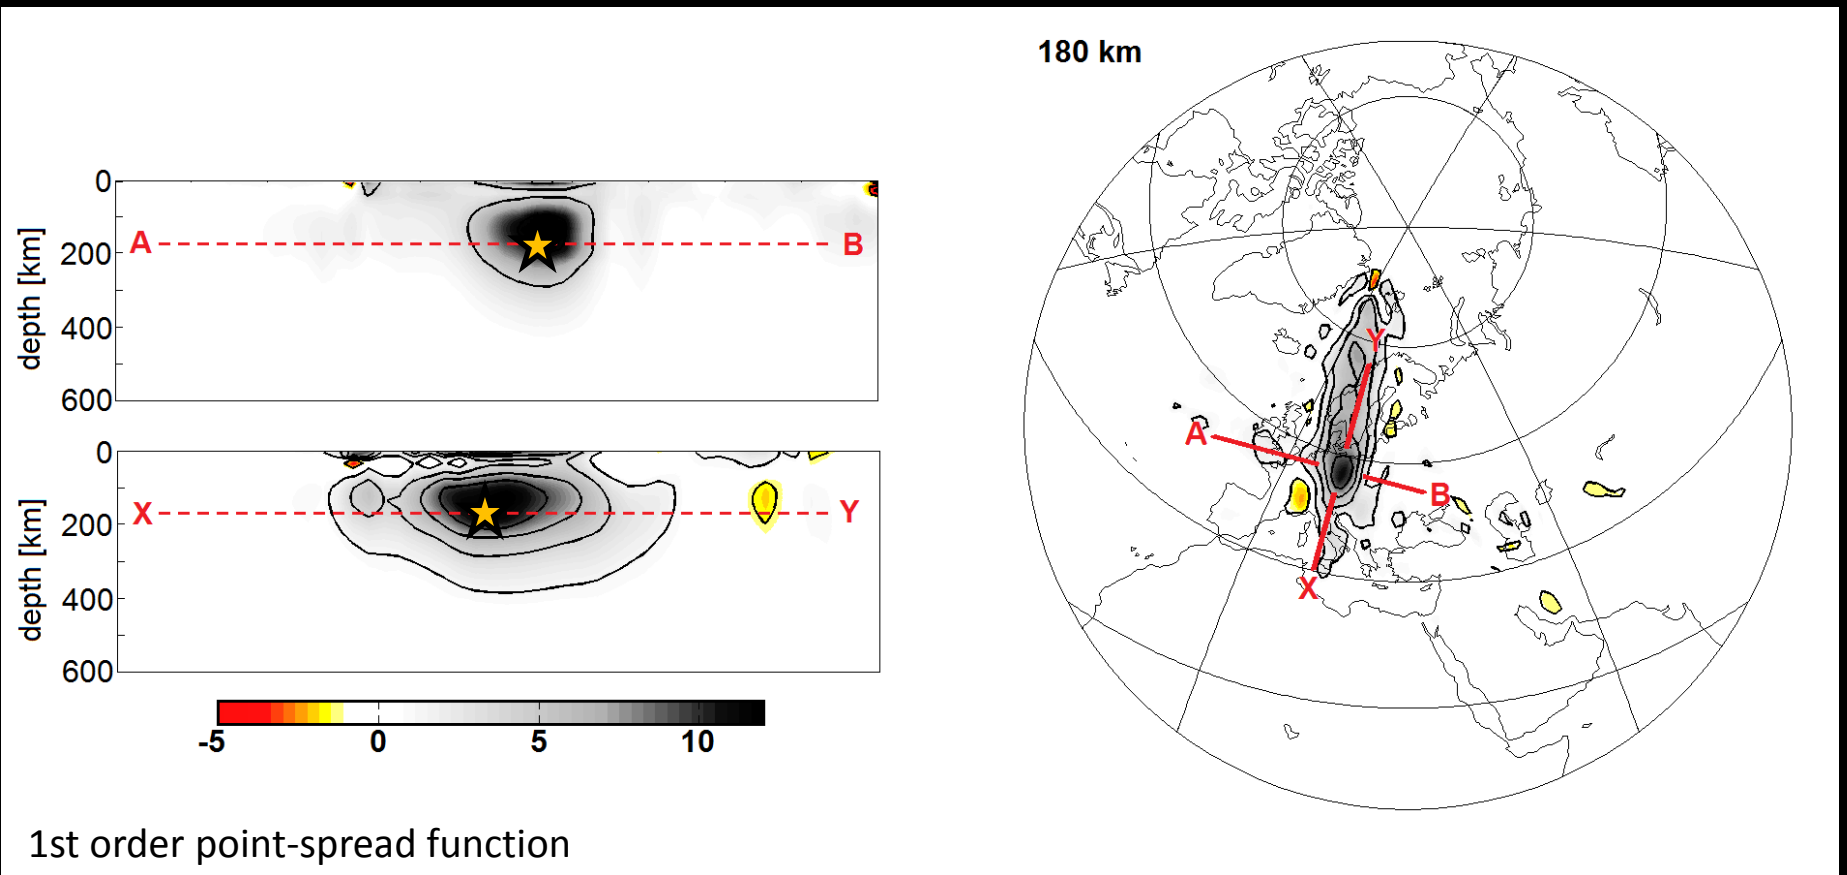 180 km
0
200
400
600
depth [km]
A
B
0
200
400
600
depth [km]
X
Y
-5
0
5
10
Y
A
B
X
1st order point-spread function